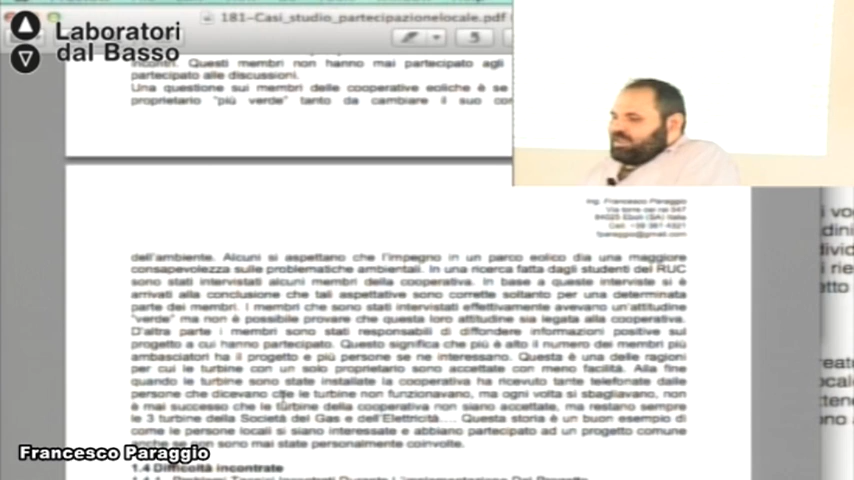 181-Casi_studio_partecipazionelocale.pdf
Laboratori
dal Basso
incontri. Questi membri non hanno mai partecipato agli
partecipato alle discussioni.
Una questione sui membri delle cooperative eoliche è se
proprietario "più verde" tanto da cambiare il suo
Ing. Francesco Paraggio
dell'ambiente. Alcuni si aspettano che l'impegno in un parco eolico dia una maggiore
consapevolezza sulle problematiche ambientali. In una ricerca fatta dagli studenti del RUC
sono stati intervistati alcuni membri della cooperativa. In base a queste interviste si è
arrivati alla conclusione che tali aspettative sono corrette soltanto per una determinata
parte dei membri. I membri che sono stati intervistati effettivamente avevano un'attitudine
"verde" ma non è possibile provare che questa loro attitudine sia legata alla cooperativa.
D'altra parte i membri sono stati responsabili di diffondere informazioni positive sul
progetto a cui hanno partecipato. Questo significa che più è alto il numero dei membri più
ambasciatori ha il progetto e più persone se ne interessano. Questa è una delle ragioni
per cui le turbine con un solo proprietario sono accettate con meno facilità. Alla fine
quando le turbine sono state installate la cooperativa ha ricevuto tante telefonate dalle
persone che dicevano che le turbine non funzionavano, ma ogni volta si sbagliavano, non
è mai successo che le turbine della cooperativa non siano accettate, ma restano sempre
le 3 turbine della Società del Gas e dell'Elettricità.... Questa storia è un buon esempio di
come le persone locali si siano interessate e abbiano partecipato ad un progetto comune
anche se non sono mai state personalmente coinvolte.
1.4 Difficoltà incontrate
Francesco Paraggio